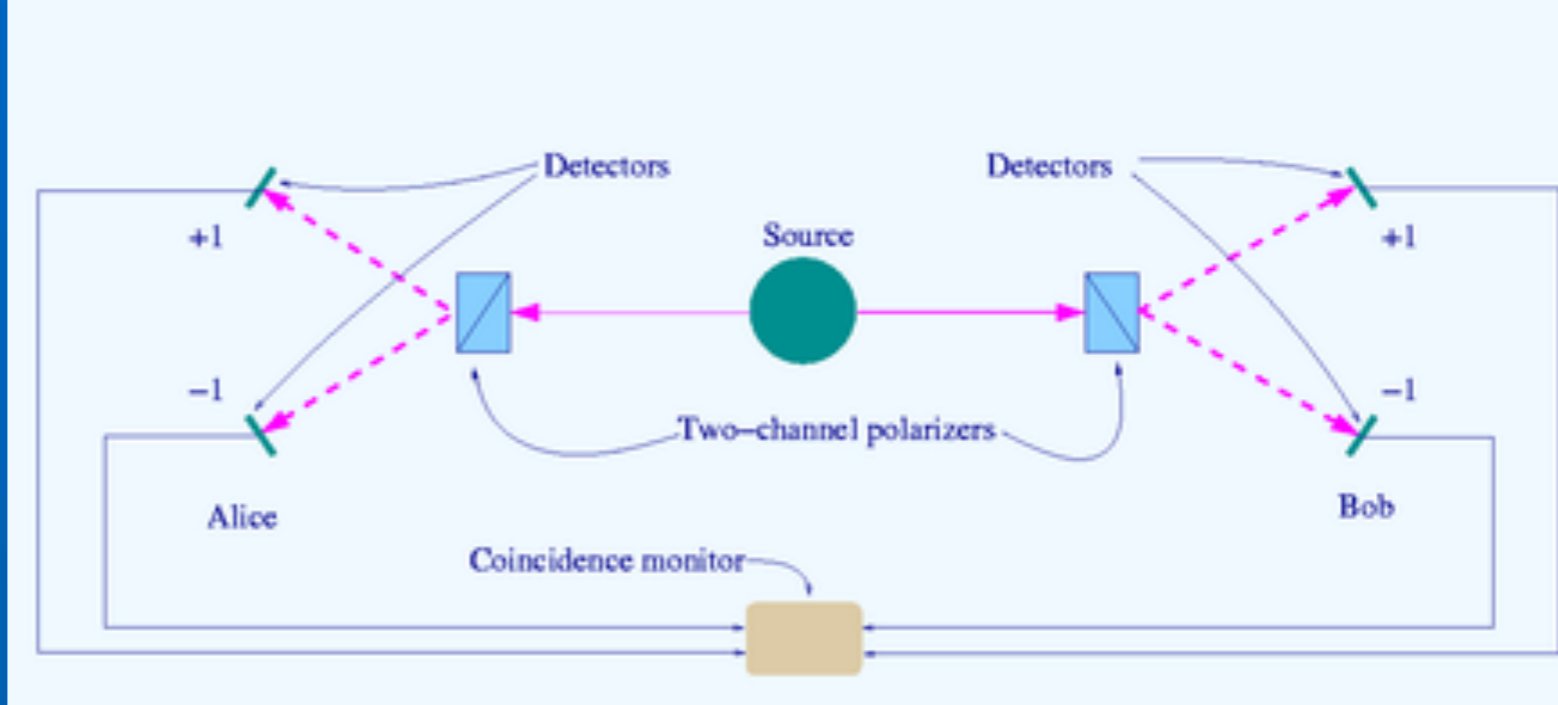 Detectors
Detectors
+1
Source
+1
−1
Two−channel polarizers
−1
Alice
Bob
Coincidence monitor